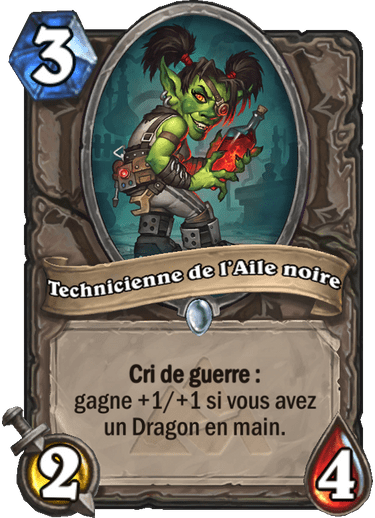 3
Technicienne de l'Aile noire
Cri de guerre :
gagne +1/+1 si vous avez
un Dragon en main.
2
4